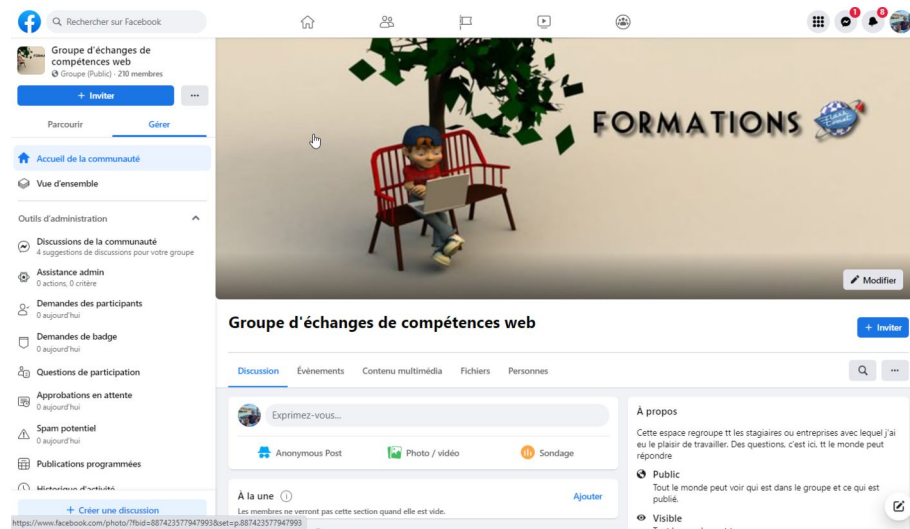 Rechercher sur Facebook
1
8
Groupe d'échanges de
compétences web
Groupe (Public) · 210 membres
+ Inviter
...
Parcourir
Gérer
Accueil de la communauté
Vue d'ensemble
Outils d'administration
Discussions de la communauté
4 suggestions de discussions pour votre groupe
Assistance admin
0 actions, 0 critère
Demandes des participants
0 aujourd'hui
Demandes de badge
0 aujourd'hui
Questions de participation
Approbations en attente
0 aujourd'hui
Spam potentiel
0 aujourd'hui
Publications programmées
Historique d'activité
+ Créer une discussion
https://www.facebook.com/photo/?fbid=887423577947993&set=p.887423577947993
FORMATIONS
Modifier
Groupe d'échanges de compétences web
+ Inviter
Discussion
Évènements
Contenu multimédia
Fichiers
Personnes
...
Exprimez-vous...
Anonymous Post
Photo / vidéo
Sondage
À la une
Ajouter
Les membres ne verront pas cette section quand elle est vide.
À propos
Cette espace regroupe tt les stagiaires ou entreprises avec lequel j'ai
eu le plaisir de travailler. Des questions, c'est ici, tt le monde peut
répondre
Public
Tout le monde peut voir qui est dans le groupe et ce qui est
publié.
Visible